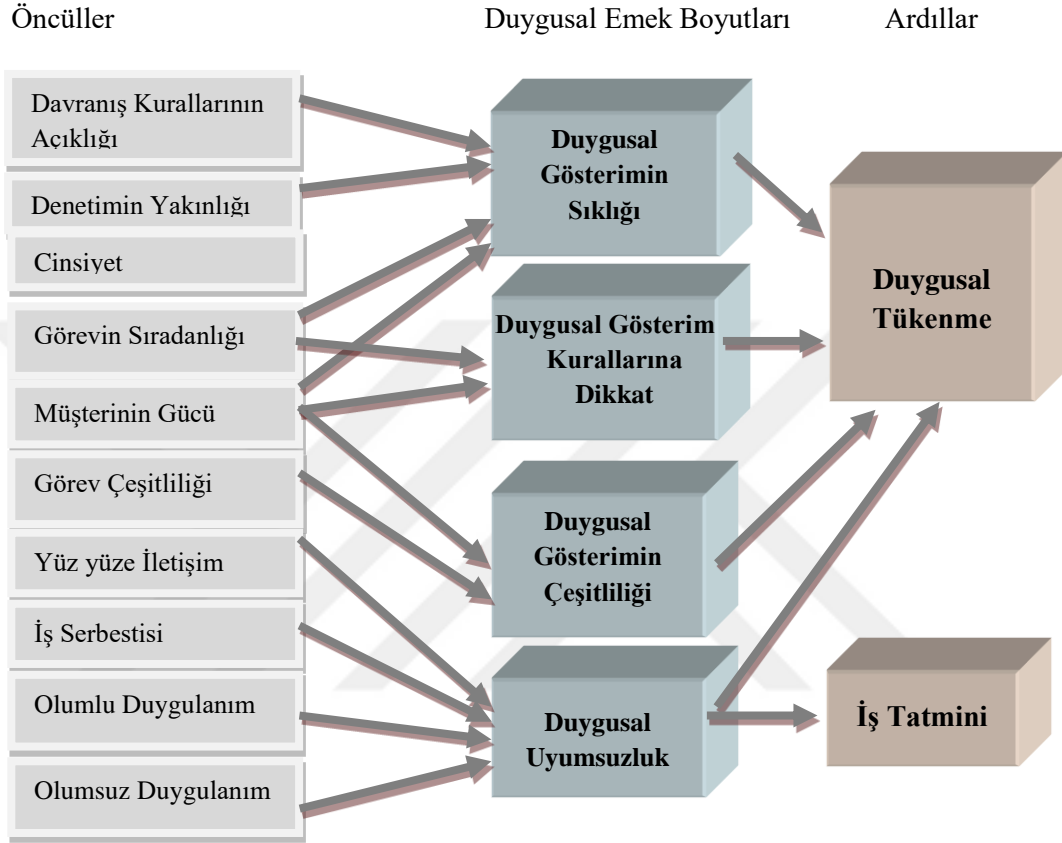 Öncüller
Duygusal Emek Boyutları
Ardıllar
Davranış Kurallarının
Açıklığı
Denetimin Yakınlığı
Cinsiyet
Görevin Sıradanlığı
Müşterinin Gücü
Görev Çeşitliliği
Yüz yüze İletişim
İş Serbestisi
Olumlu Duygulanım
Olumsuz Duygulanım
Duygusal
Gösterimin
Sıklığı
Duygusal Gösterim
Kurallarına
Dikkat
Duygusal
Gösterimin
Çeşitliliği
Duygusal
Uyumsuzluk
Duygusal
Tükenme
İş Tatmini